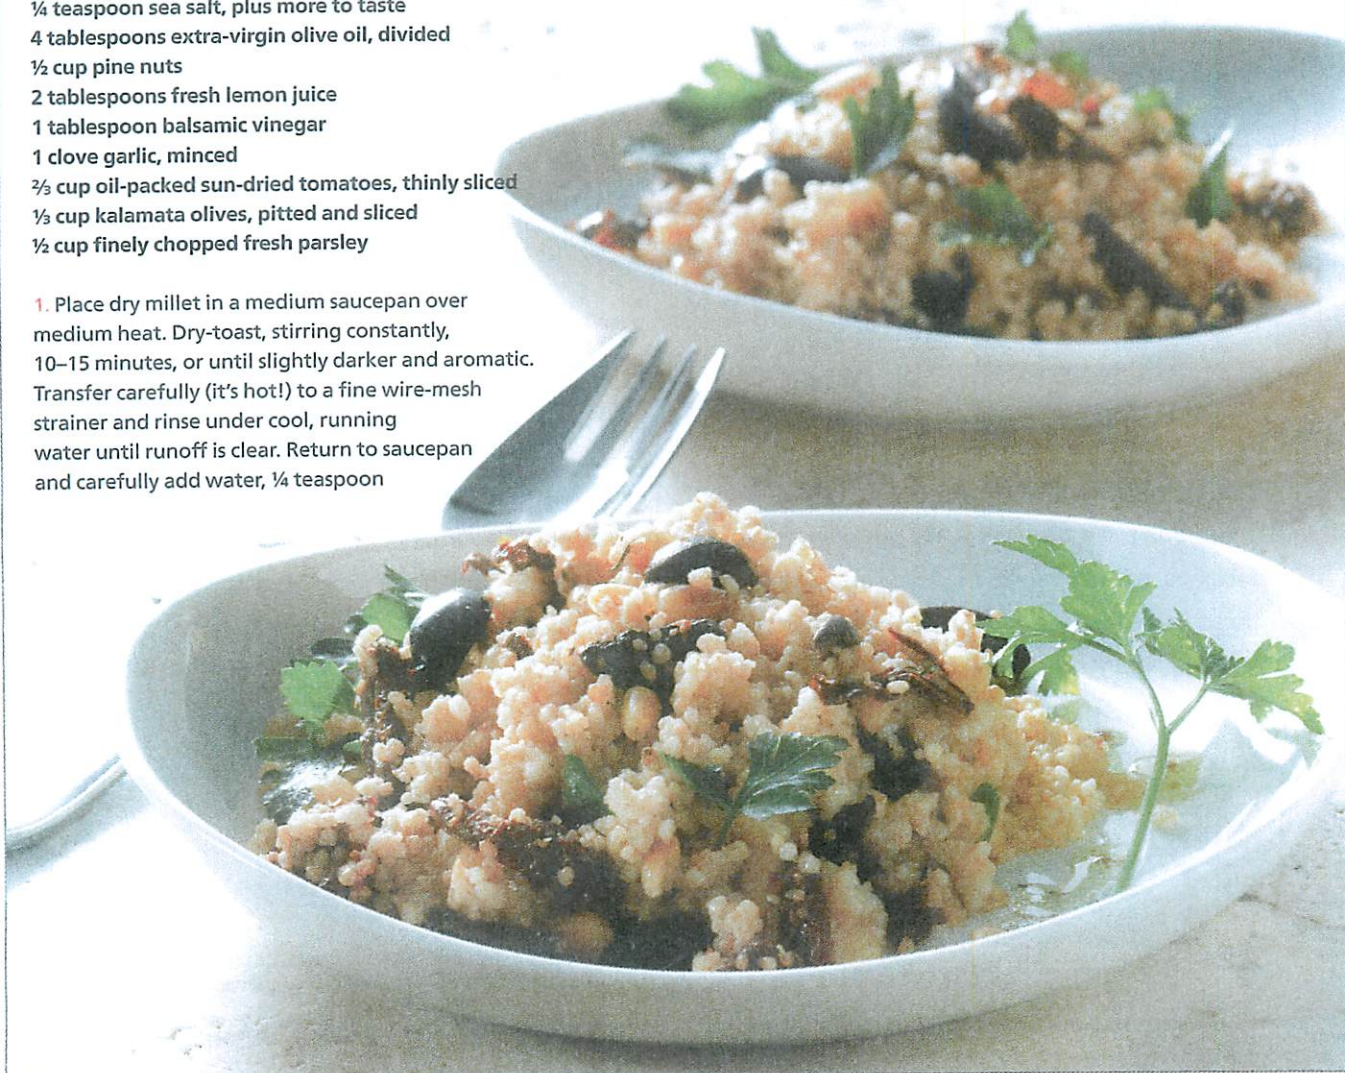 ¼ teaspoon sea salt, plus more to taste
4 tablespoons extra-virgin olive oil, divided
½ cup pine nuts
2 tablespoons fresh lemon juice
1 tablespoon balsamic vinegar
1 clove garlic, minced
⅔ cup oil-packed sun-dried tomatoes, thinly sliced
⅓ cup kalamata olives, pitted and sliced
½ cup finely chopped fresh parsley
1. Place dry millet in a medium saucepan over
medium heat. Dry-toast, stirring constantly,
10–15 minutes, or until slightly darker and aromatic.
Transfer carefully (it’s hot!) to a fine wire-mesh
strainer and rinse under cool, running
water until runoff is clear. Return to saucepan
and carefully add water, ¼ teaspoon